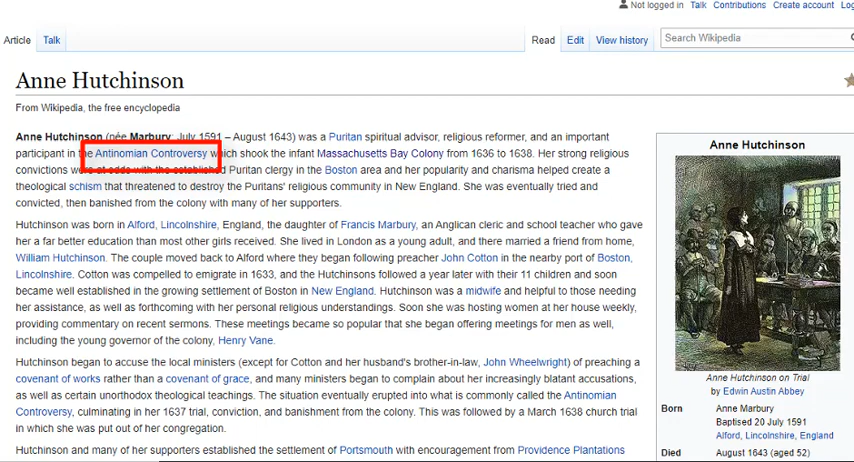 Not logged in Talk Contributions Create account
Article Talk Read Edit View history Search Wikipedia
Anne Hutchinson
From Wikipedia, the free encyclopedia
Anne Hutchinson (née Marbury; July 1591 – August 1643) was a Puritan spiritual advisor, religious reformer, and an important
participant in the Antinomian Controversy which shook the infant Massachusetts Bay Colony from 1636 to 1638. Her strong religious
convictions were at odds with the established Puritan clergy in the Boston area and her popularity and charisma helped create a
theological schism that threatened to destroy the Puritans' religious community in New England. She was eventually tried and
convicted, then banished from the colony with many of her supporters.
Hutchinson was born in Alford, Lincolnshire, England, the daughter of Francis Marbury, an Anglican cleric and school teacher who gave
her a far better education than most other girls received. She lived in London as a young adult, and there married a friend from home,
William Hutchinson. The couple moved back to Alford where they began following preacher John Cotton in the nearby port of Boston,
Lincolnshire. Cotton was compelled to emigrate in 1633, and the Hutchinsons followed a year later with their 11 children and soon
became well established in the growing settlement of Boston in New England. Hutchinson was a midwife and helpful to those needing
her assistance, as well as forthcoming with her personal religious understandings. Soon she was hosting women at her house weekly,
providing commentary on recent sermons. These meetings became so popular that she began offering meetings for men as well,
including the young governor of the colony, Henry Vane.
Hutchinson began to accuse the local ministers (except for Cotton and her husband's brother-in-law, John Wheelwright) of preaching a
covenant of works rather than a covenant of grace, and many ministers began to complain about her increasingly blatant accusations,
as well as certain unorthodox theological teachings. The situation eventually erupted into what is commonly called the Antinomian
Controversy, culminating in her 1637 trial, conviction, and banishment from the colony. This was followed by a March 1638 church trial
in which she was put out of her congregation.
Hutchinson and many of her supporters established the settlement of Portsmouth with encouragement from Providence Plantations
Anne Hutchinson
Anne Hutchinson on Trial
by Edwin Austin Abbey
Born Anne Marbury
Baptised 20 July 1591
Alford, Lincolnshire, England
Died August 1643 (aged 52)